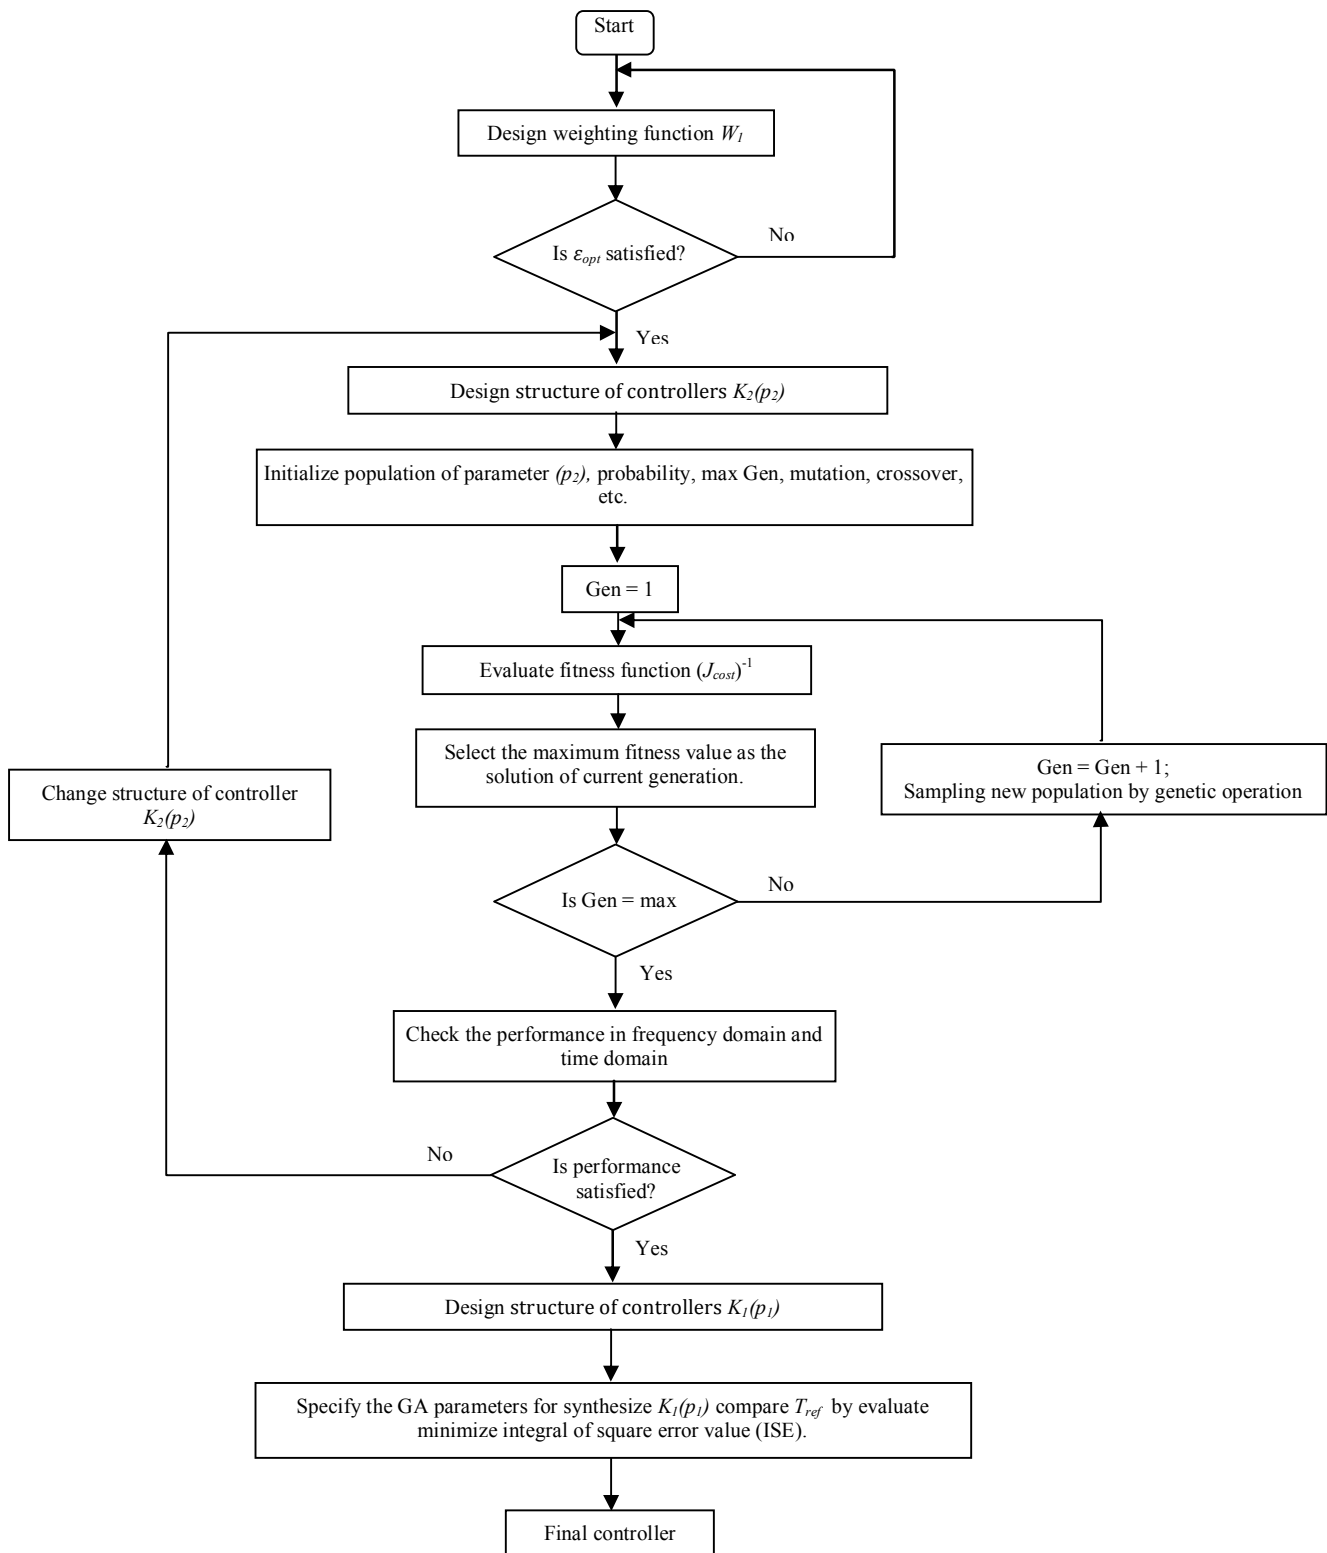 Start
Design weighting function W₁
Is ε_opt satisfied?
No
Yes
Design structure of controllers K₂(p₂)
Initialize population of parameter (p₂), probability, max Gen, mutation, crossover,
etc.
Gen = 1
Evaluate fitness function (J_cost)⁻¹
Select the maximum fitness value as the
solution of current generation.
Gen = Gen + 1;
Sampling new population by genetic operation
Change structure of controller
K₂(p₂)
Is Gen = max
No
Yes
Check the performance in frequency domain and
time domain
Is performance
satisfied?
No
Yes
Design structure of controllers K₁(p₁)
Specify the GA parameters for synthesize K₁(p₁) compare T_ref by evaluate
minimize integral of square error value (ISE).
Final controller